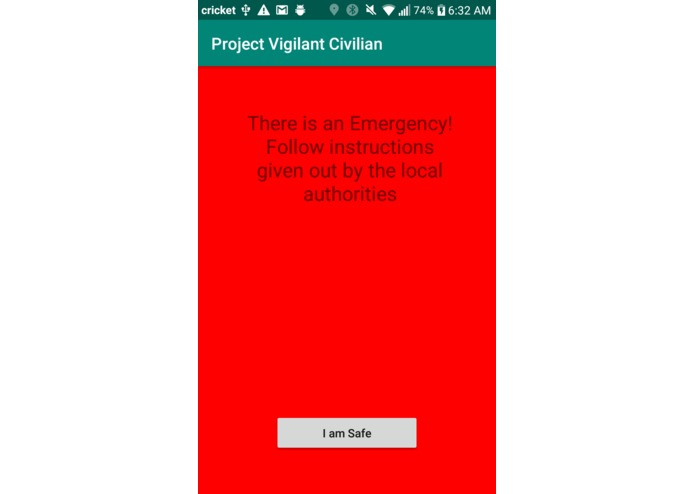 cricket 74% 6:32 AM
Project Vigilant Civilian
There is an Emergency!
Follow instructions
given out by the local
authorities
I am Safe